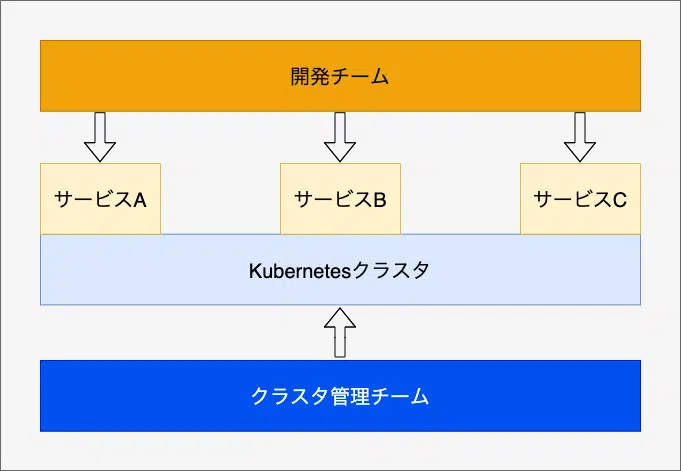 開発チーム
サービスA
サービスB
サービスC
Kubernetesクラスタ
クラスタ管理チーム